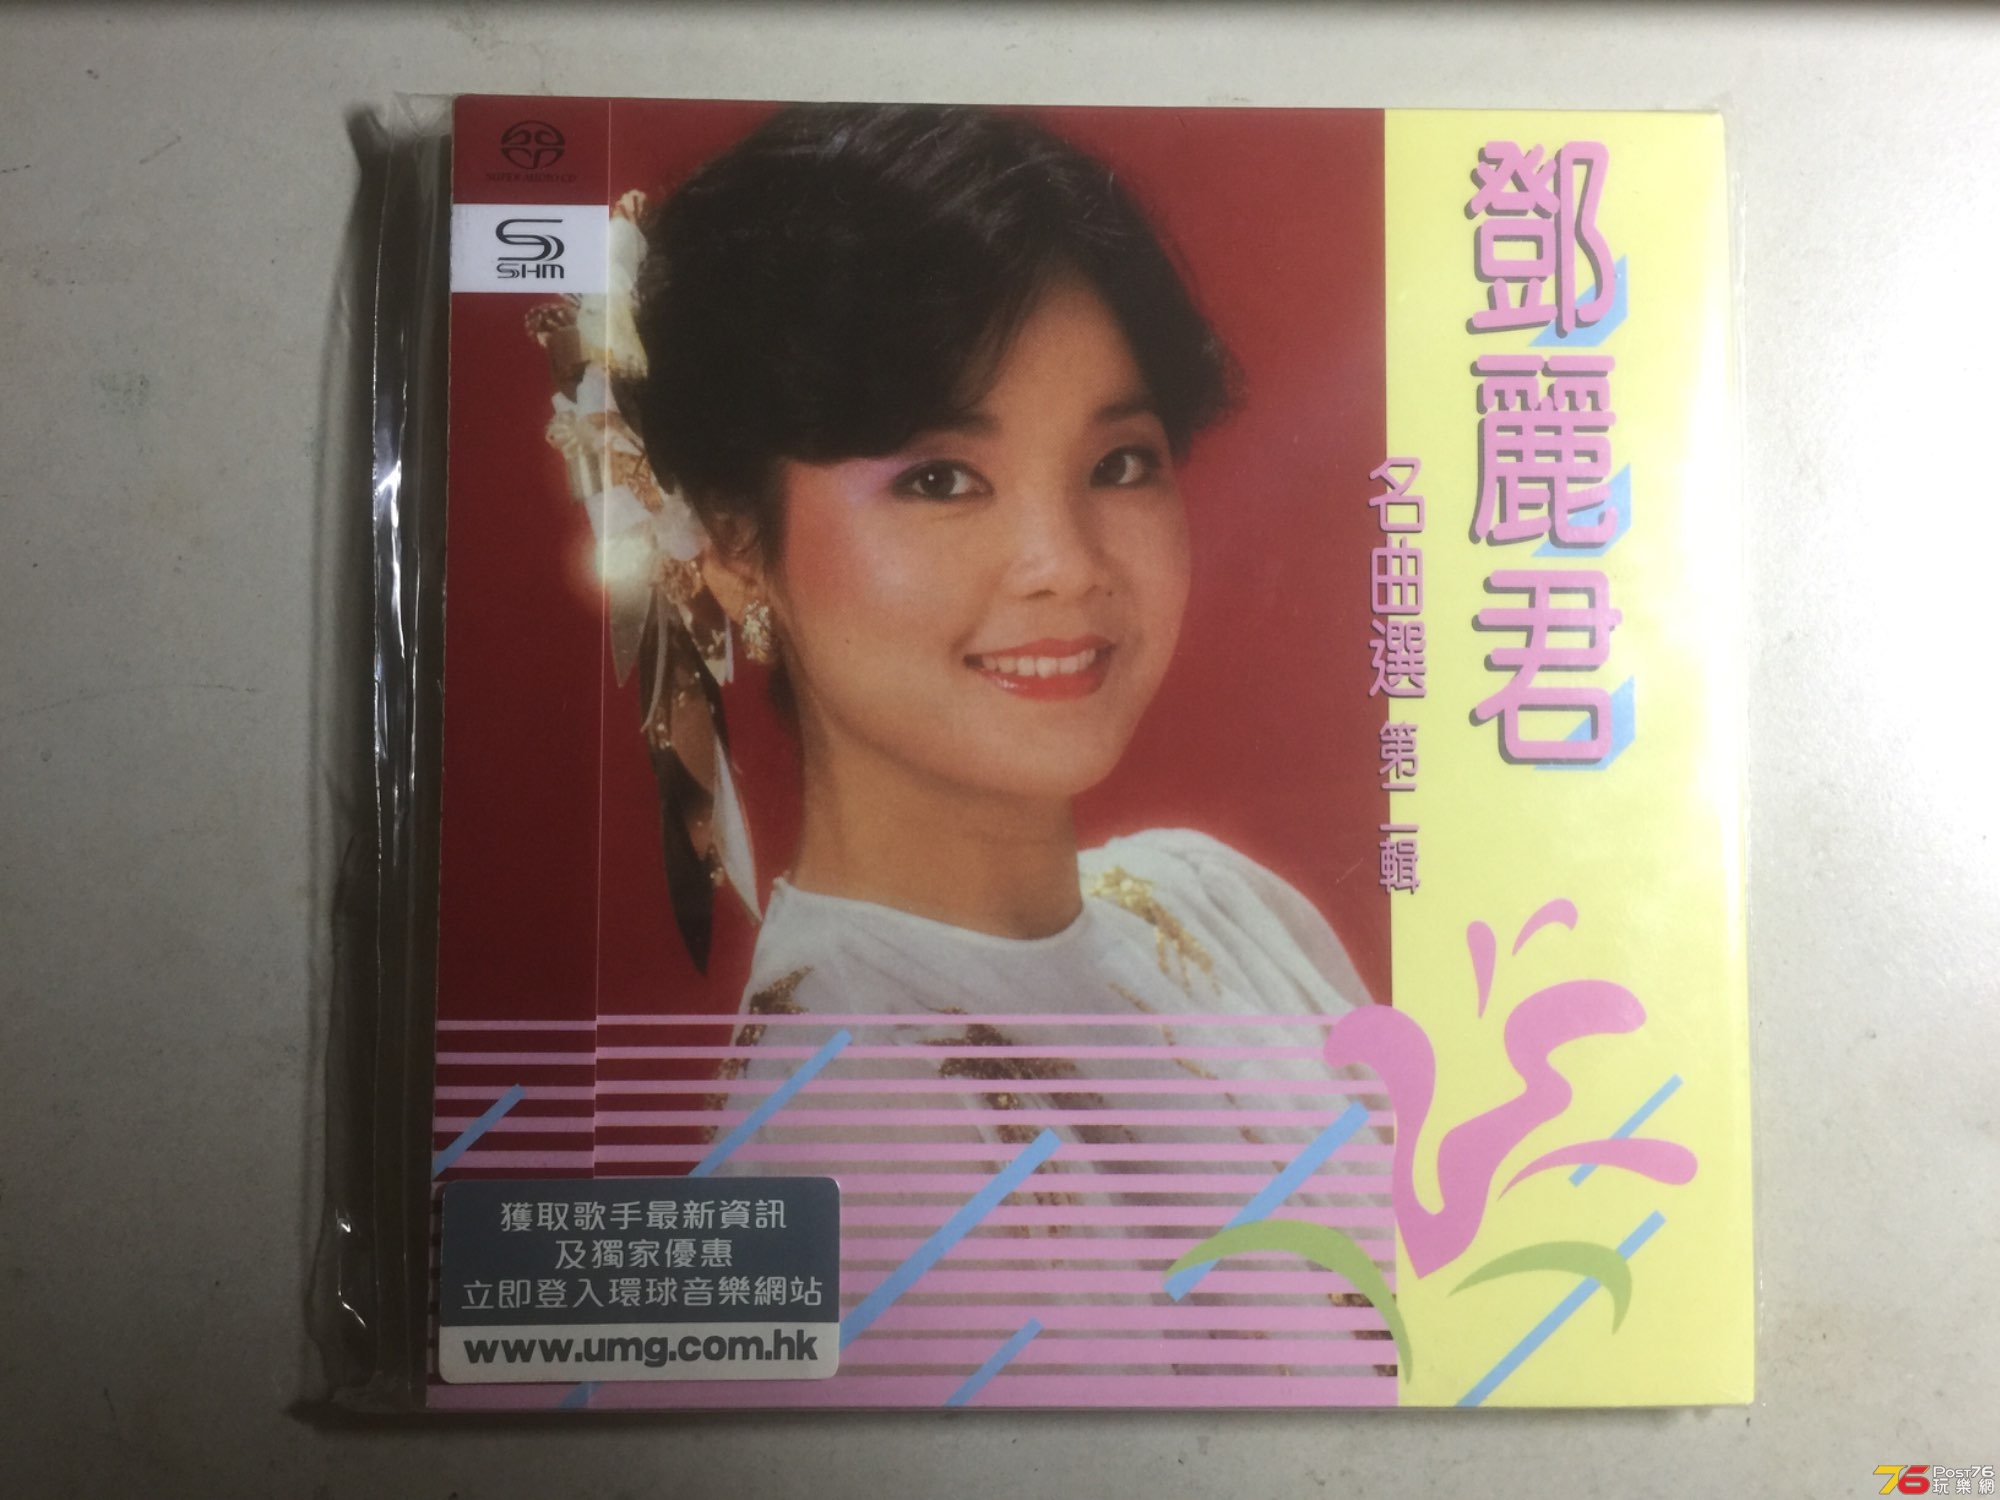 SUPER AUDIO CD
SHM
鄧麗君
名曲選 第二輯
獲取歌手最新資訊
及獨家優惠
立即登入環球音樂網站
www.umg.com.hk
76 Post76
玩樂網